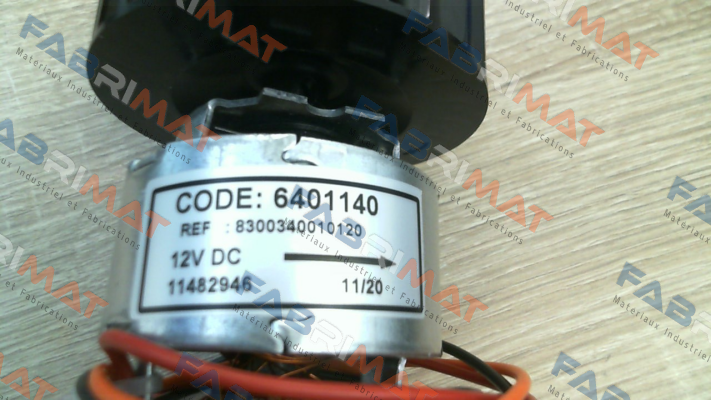 CODE: 6401140
REF : 8300340010120
12V DC
11482946 11/20
FABRIMAT
Materiaux Industriel et Fabrications